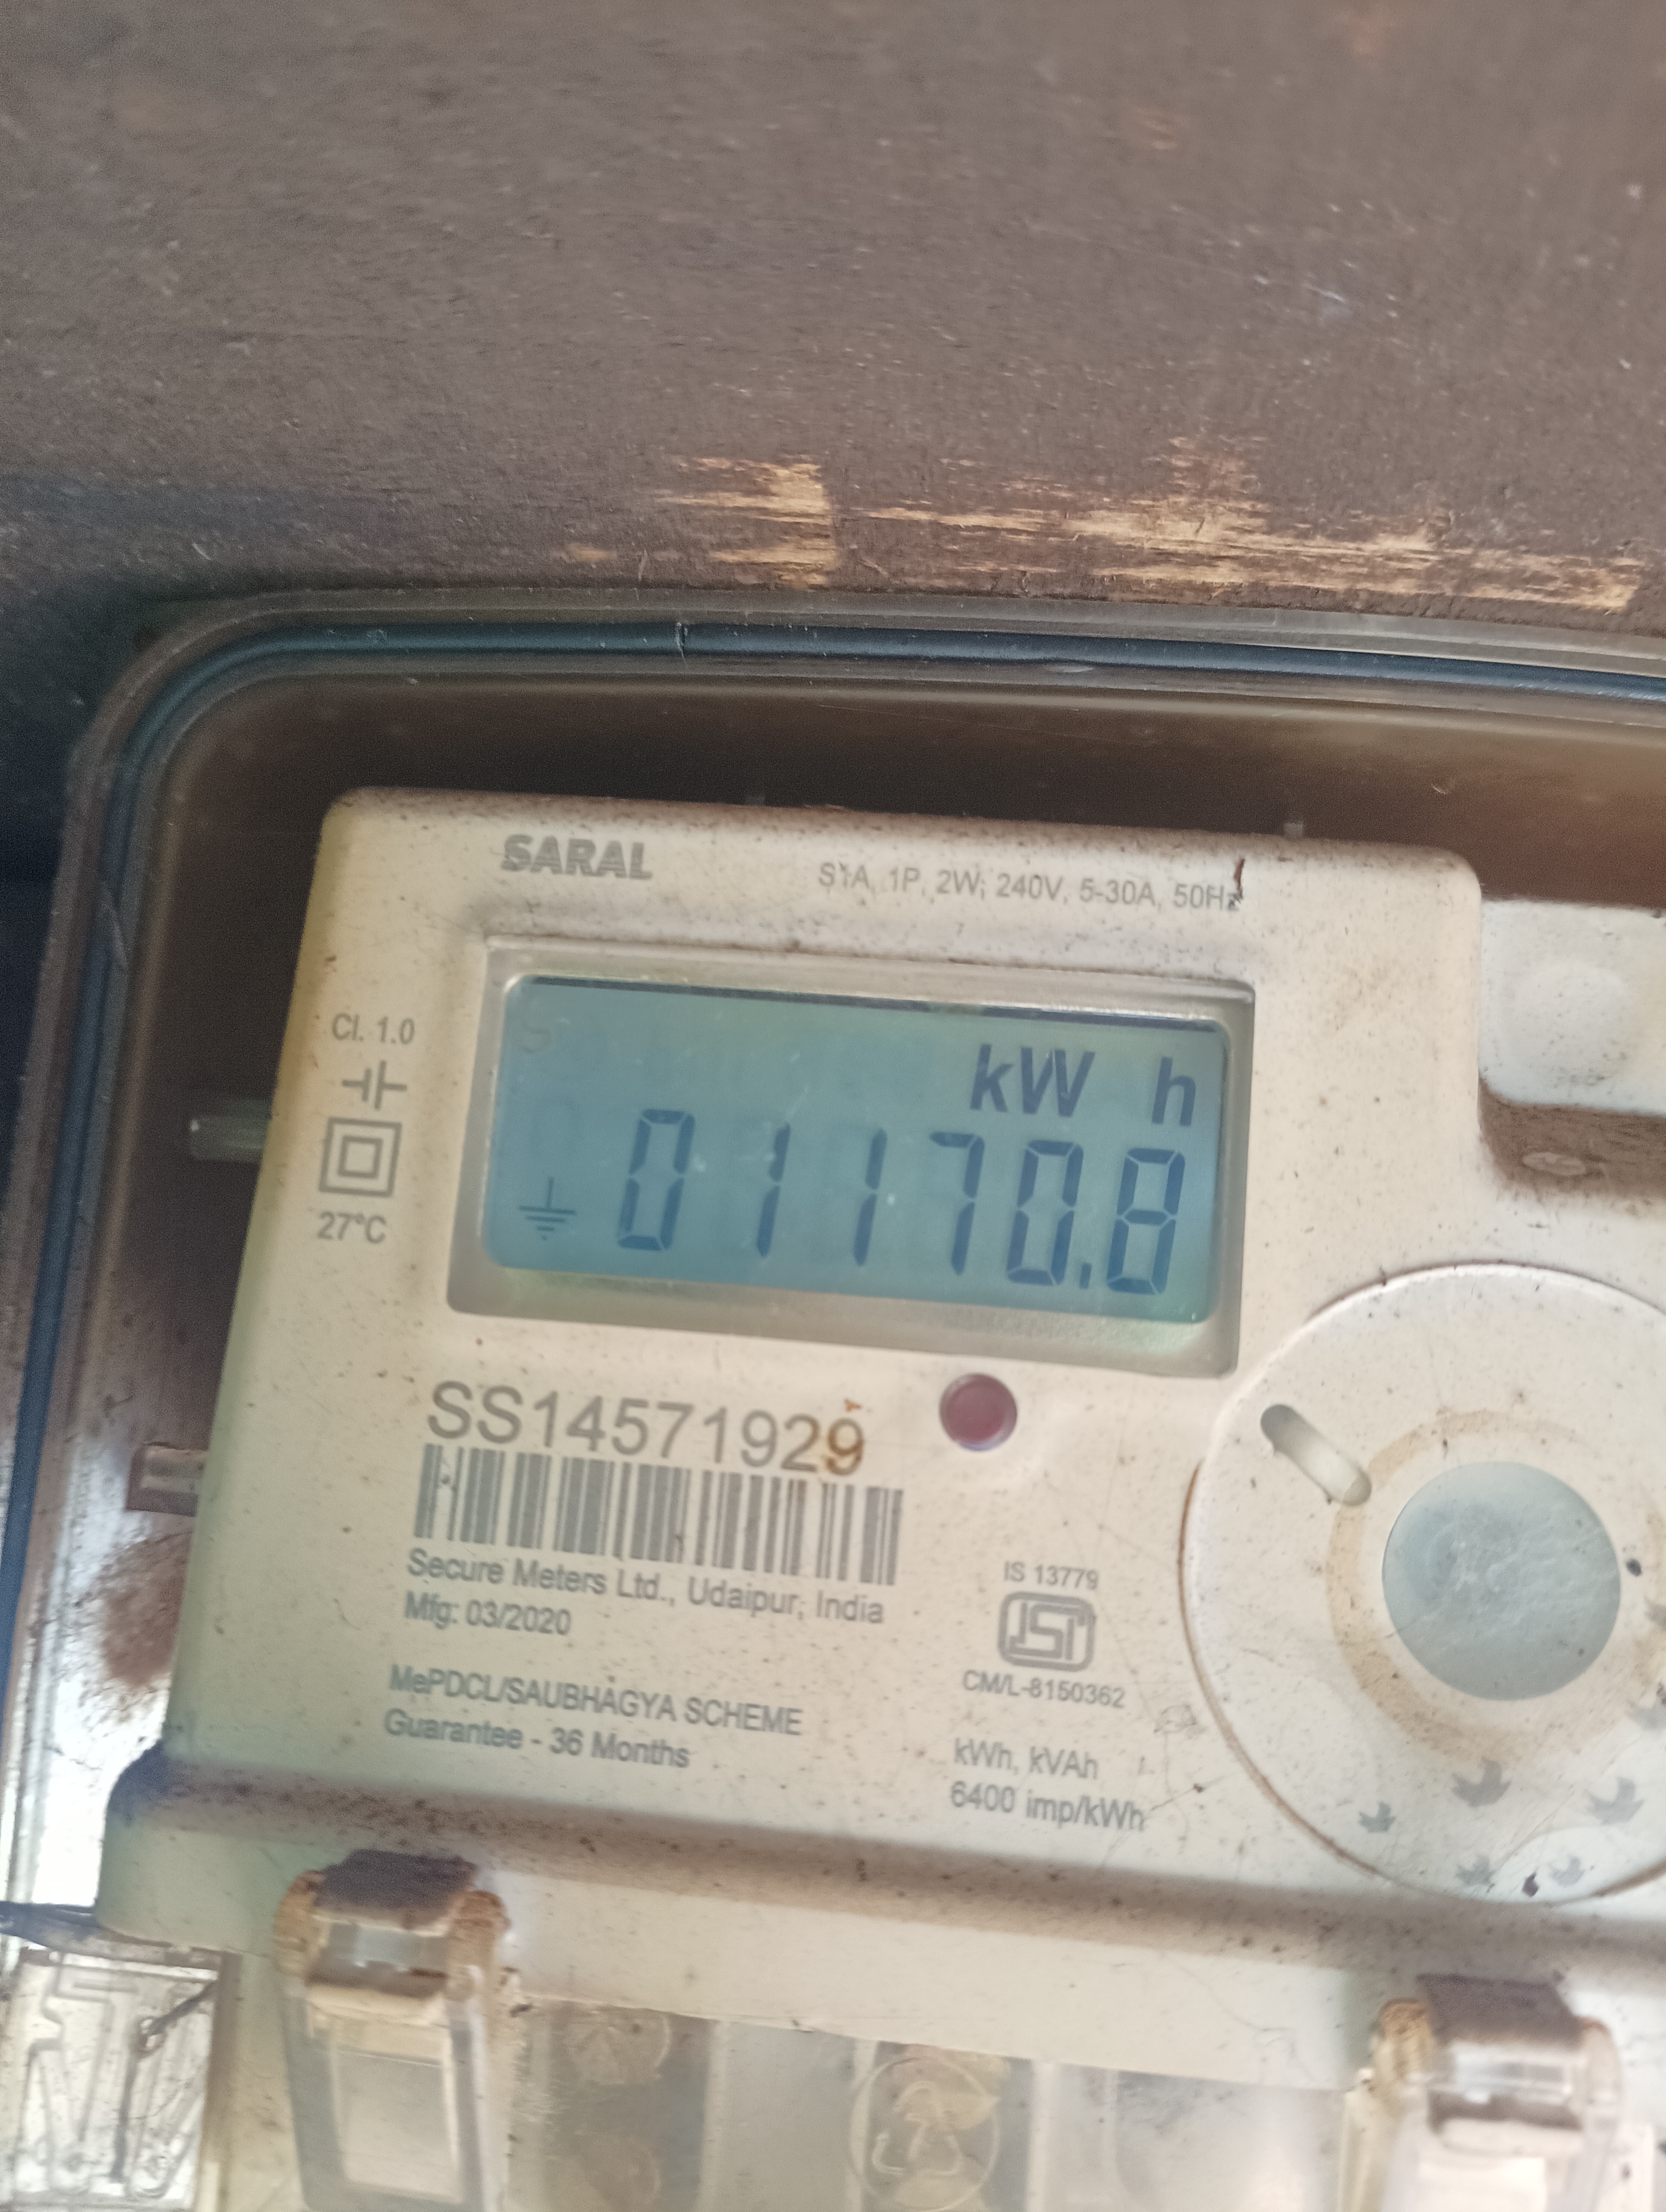 SARAL
S1A, 1P, 2W, 240V, 5-30A, 50Hz
Cl. 1.0
27°C
kW h
01170.8
SS14571929
Secure Meters Ltd., Udaipur, India
Mfg: 03/2020
MePDCL/SAUBHAGYA SCHEME
Guarantee - 36 Months
IS 13779
ISI
CM/L-8150362
kWh, kVAh
6400 imp/kWh